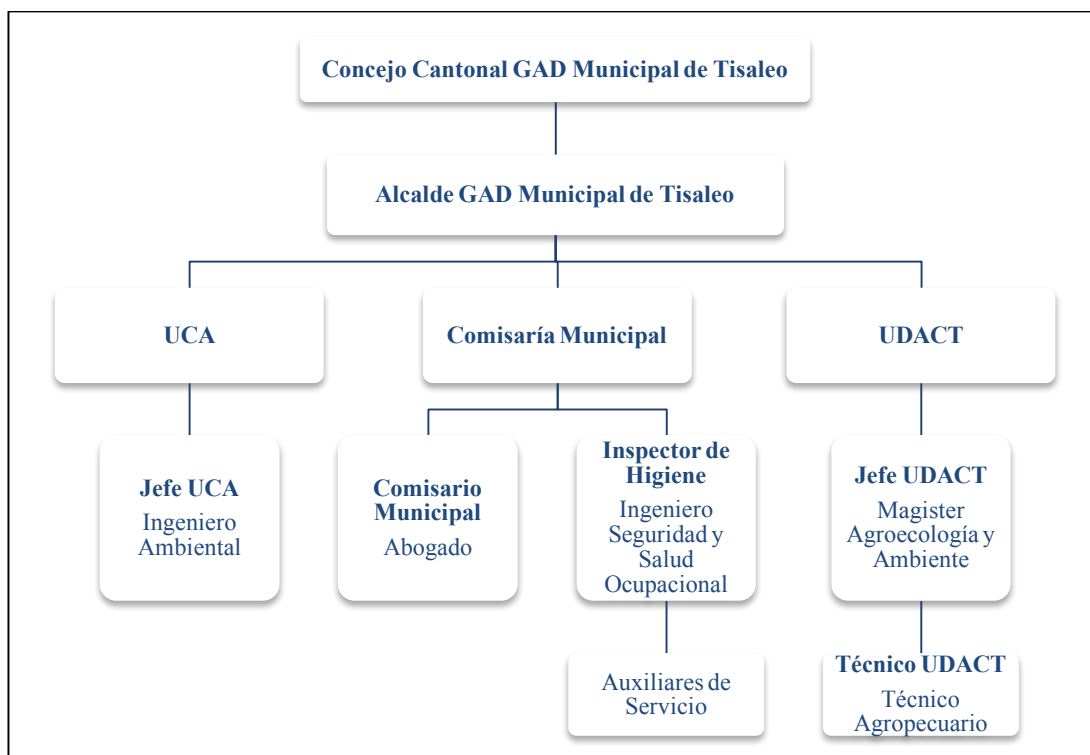 Concejo Cantonal GAD Municipal de Tisaleo
Alcalde GAD Municipal de Tisaleo
UCA
Comisaría Municipal
UDACT
Jefe UCA
Ingeniero
Ambiental
Comisario
Municipal
Abogado
Inspector de
Higiene
Ingeniero
Seguridad y
Salud
Ocupacional
Jefe UDACT
Magister
Agroecología y
Ambiente
Auxiliares de
Servicio
Técnico UDACT
Técnico
Agropecuario